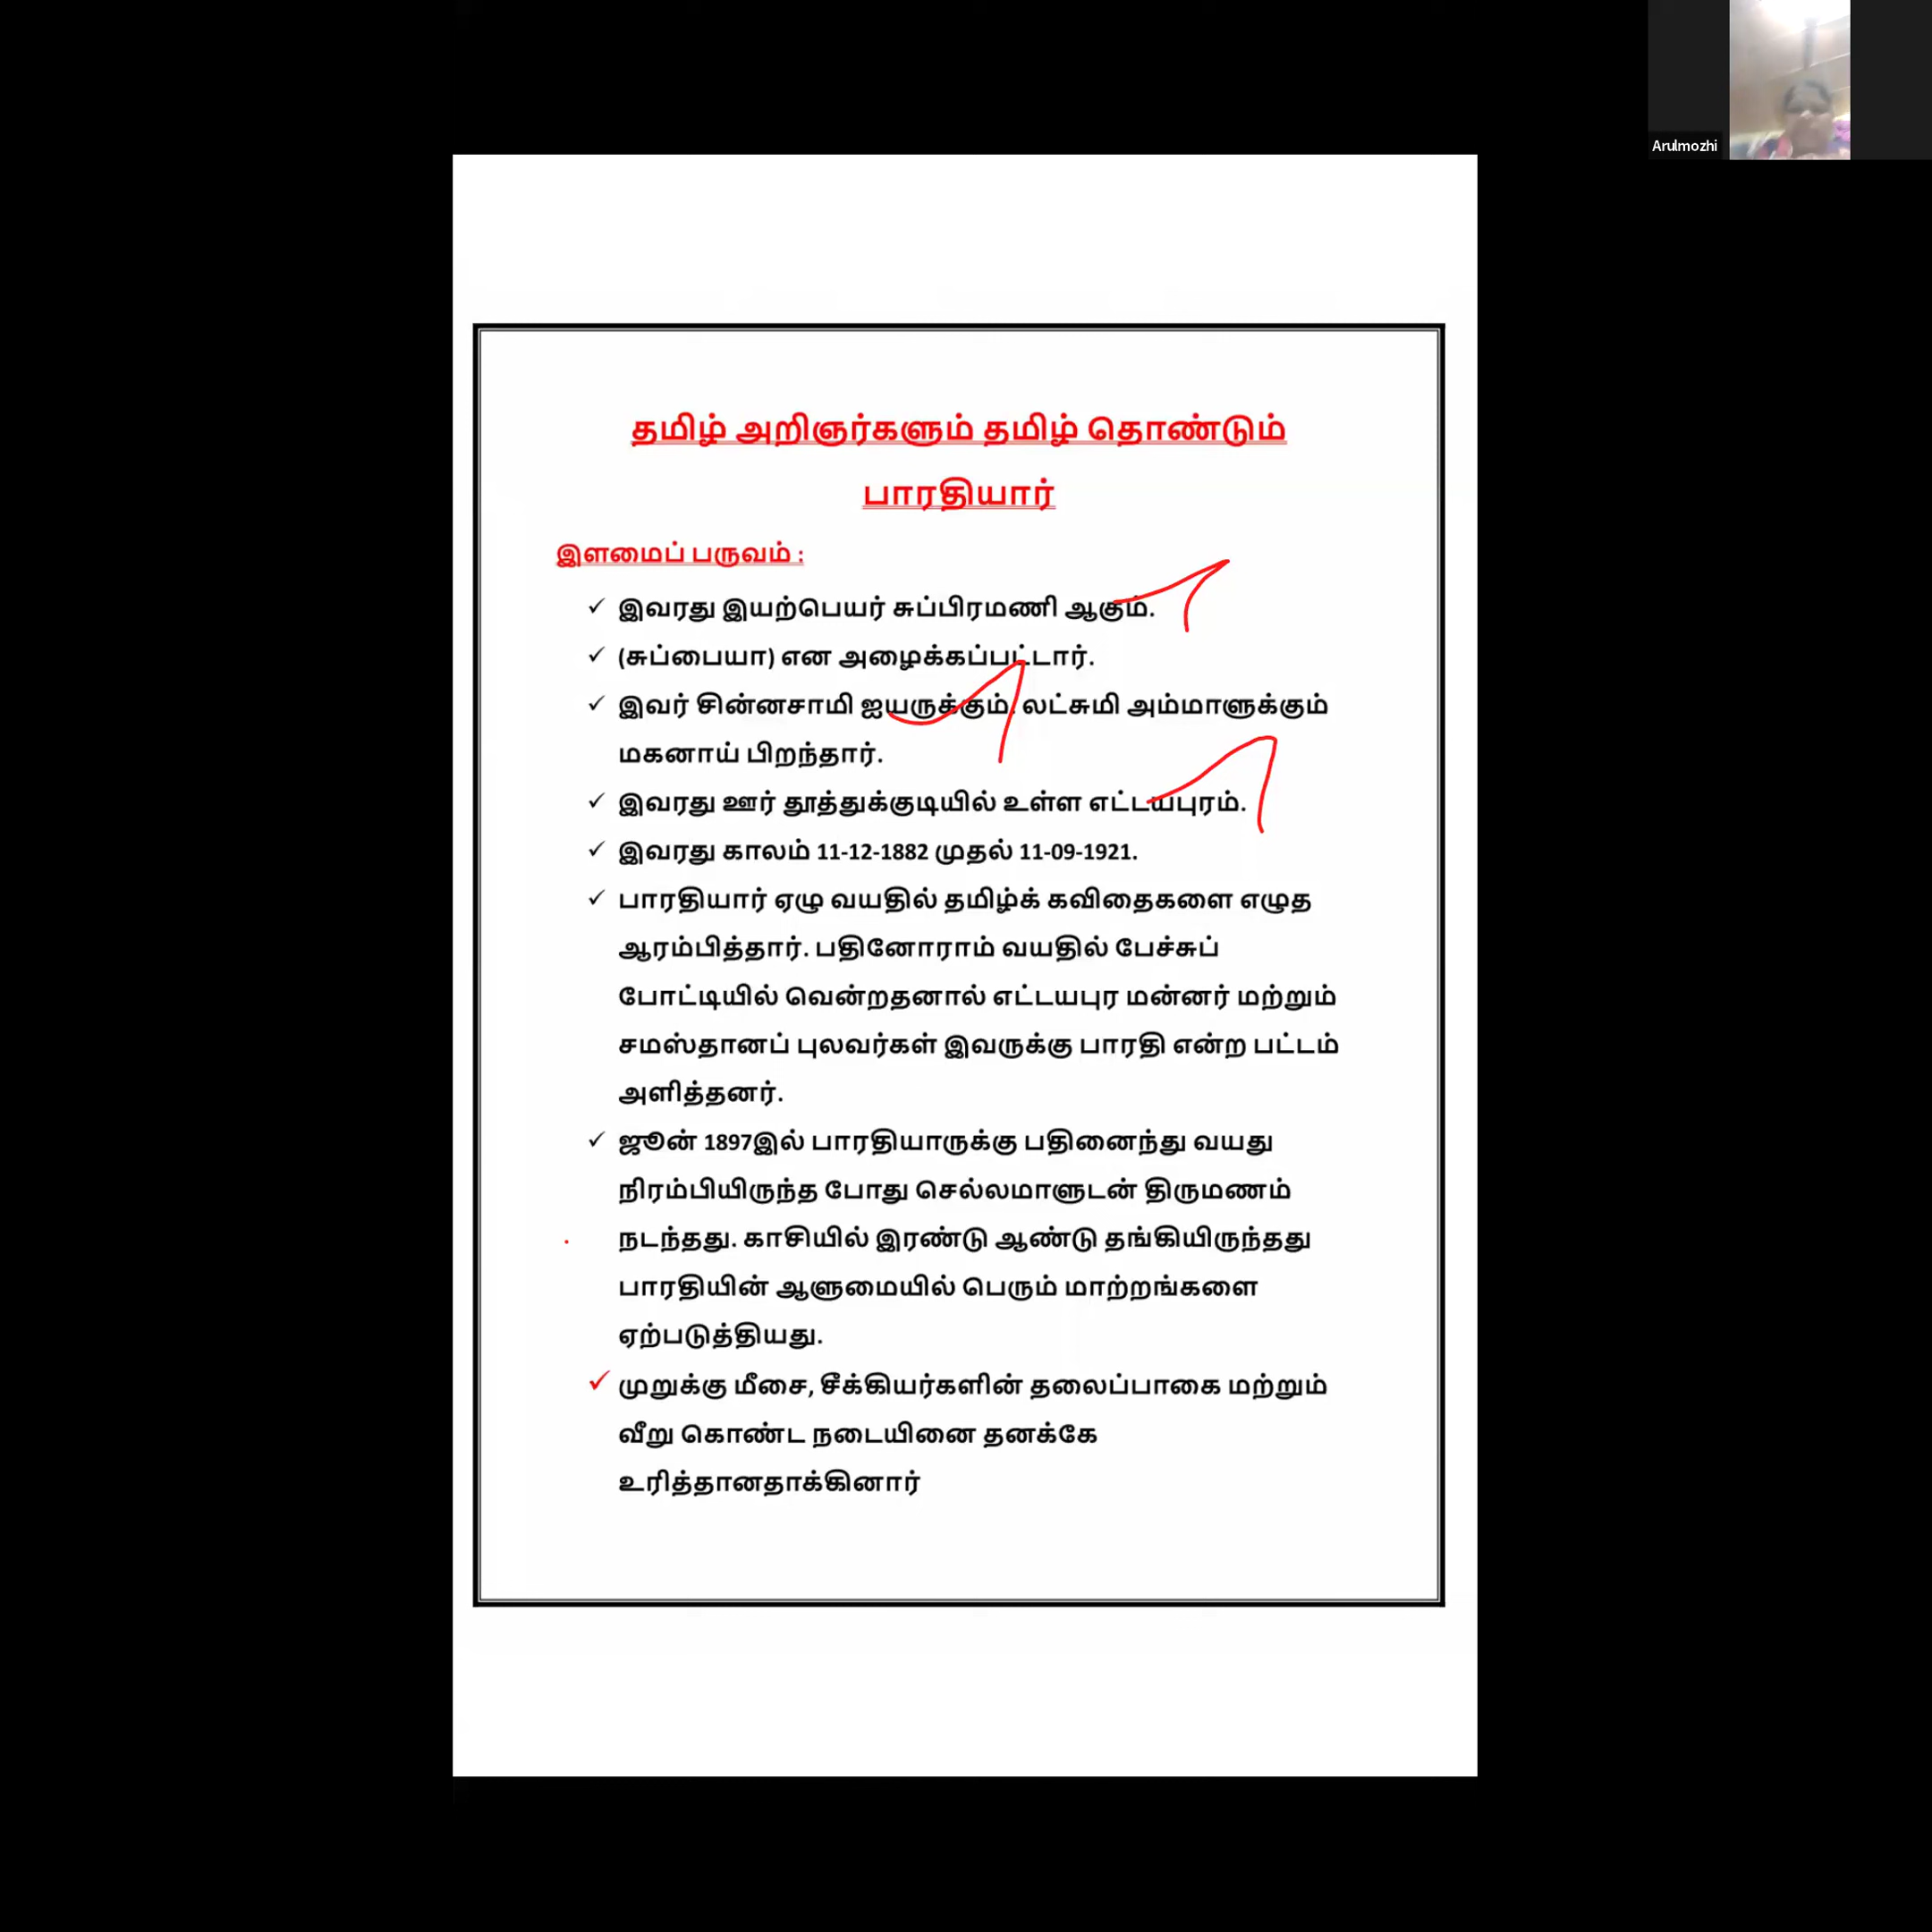 Arulmozhi
தமிழ் அறிஞர்களும் தமிழ் தொண்டும்
பாரதியார்
இளமைப் பருவம் :
✓ இவரது இயற்பெயர் சுப்பிரமணி ஆகும்.
✓ (சுப்பையா) என அழைக்கப்பட்டார்.
✓ இவர் சின்னசாமி ஐயருக்கும், லட்சுமி அம்மாளுக்கும்
மகனாய் பிறந்தார்.
✓ இவரது ஊர் தூத்துக்குடியில் உள்ள எட்டயபுரம்.
✓ இவரது காலம் 11-12-1882 முதல் 11-09-1921.
✓ பாரதியார் ஏழு வயதில் தமிழ்க் கவிதைகளை எழுத
ஆரம்பித்தார். பதினோராம் வயதில் பேச்சுப்
போட்டியில் வென்றதனால் எட்டயபுர மன்னர் மற்றும்
சமஸ்தானப் புலவர்கள் இவருக்கு பாரதி என்ற பட்டம்
அளித்தனர்.
✓ ஜூன் 1897இல் பாரதியாருக்கு பதினைந்து வயது
நிரம்பியிருந்த போது செல்லமாளுடன் திருமணம்
நடந்தது. காசியில் இரண்டு ஆண்டு தங்கியிருந்தது
பாரதியின் ஆளுமையில் பெரும் மாற்றங்களை
ஏற்படுத்தியது.
✓ முறுக்கு மீசை, சீக்கியர்களின் தலைப்பாகை மற்றும்
வீறு கொண்ட நடையினை தனக்கே
உரித்தானதாக்கினார்